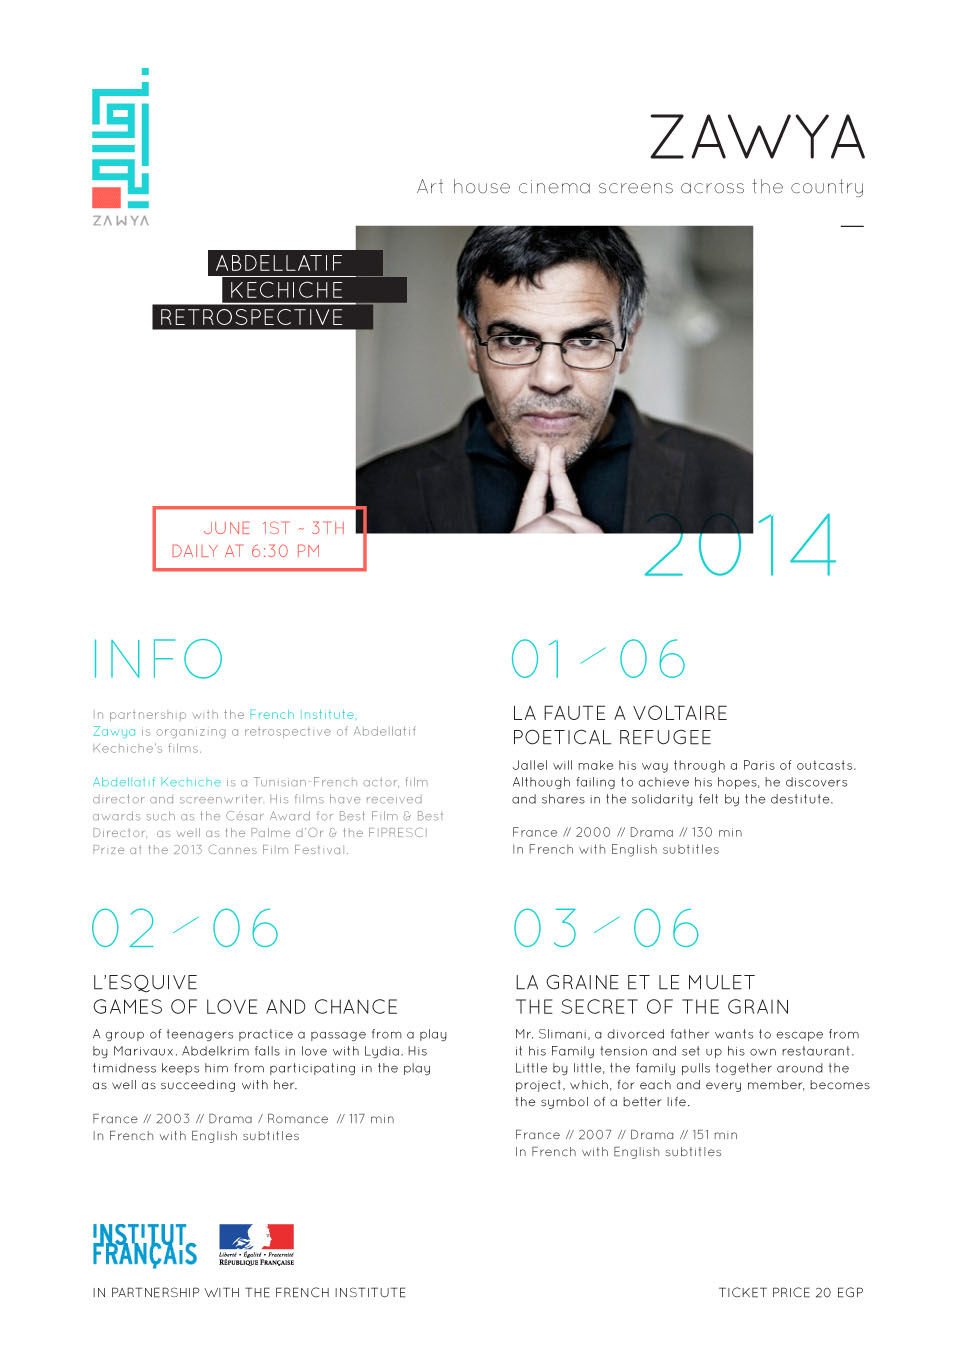 ZAWYA
ZAWYA
Art house cinema screens across the country
ABDELLATIF
KECHICHE
RETROSPECTIVE
JUNE 1ST ~ 3TH
DAILY AT 6:30 PM
2014
INFO
In partnership with the French Institute,
Zawya is organizing a retrospective of Abdellatif
Kechiche's films.
Abdellatif Kechiche is a Tunisian-French actor, film
director and screenwriter. His films have received
awards such as the César Award for Best Film & Best
Director, as well as the Palme d'Or & the FIPRESCI
Prize at the 2013 Cannes Film Festival.
01/06
LA FAUTE A VOLTAIRE
POETICAL REFUGEE
Jallel will make his way through a Paris of outcasts.
Although failing to achieve his hopes, he discovers
and shares in the solidarity felt by the destitute.
France // 2000 // Drama // 130 min
In French with English subtitles
02/06
L'ESQUIVE
GAMES OF LOVE AND CHANCE
A group of teenagers practice a passage from a play
by Marivaux. Abdelkrim falls in love with Lydia. His
timidness keeps him from participating in the play
as well as succeeding with her.
France // 2003 // Drama / Romance // 117 min
In French with English subtitles
03/06
LA GRAINE ET LE MULET
THE SECRET OF THE GRAIN
Mr. Slimani, a divorced father wants to escape from
it his Family tension and set up his own restaurant.
Little by little, the family pulls together around the
project, which, for each and every member, becomes
the symbol of a better life.
France // 2007 // Drama // 151 min
In French with English subtitles
INSTITUT
FRANÇAIS
Liberté • Égalité • Fraternité
RÉPUBLIQUE FRANÇAISE
IN PARTNERSHIP WITH THE FRENCH INSTITUTE
TICKET PRICE 20 EGP